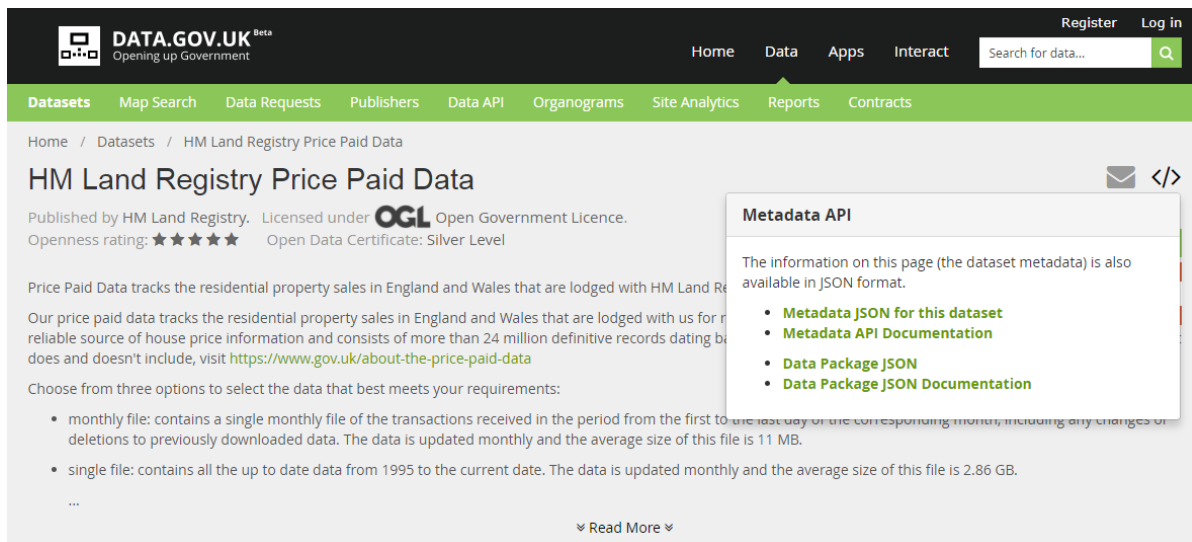 Register Log in
DATA.GOV.UK Beta
Opening up Government
Home Data Apps Interact Search for data...
Datasets Map Search Data Requests Publishers Data API Organograms Site Analytics Reports Contracts
Home / Datasets / HM Land Registry Price Paid Data
HM Land Registry Price Paid Data
</>
Published by HM Land Registry. Licensed under OGL Open Government Licence.
Openness rating: ★★★★★ Open Data Certificate: Silver Level
Price Paid Data tracks the residential property sales in England and Wales that are lodged with HM Land
Our price paid data tracks the residential property sales in England and Wales that are lodged with us for
reliable source of house price information and consists of more than 24 million definitive records dating
does and doesn't include, visit https://www.gov.uk/about-the-price-paid-data
Choose from three options to select the data that best meets your requirements:
• monthly file: contains a single monthly file of the transactions received in the period from the first to the last day of the corresponding month, including any changes or
deletions to previously downloaded data. The data is updated monthly and the average size of this file is 11 MB.
• single file: contains all the up to date data from 1995 to the current date. The data is updated monthly and the average size of this file is 2.86 GB.
...
Read More
Metadata API
The information on this page (the dataset metadata) is also
available in JSON format.
• Metadata JSON for this dataset
• Metadata API Documentation
• Data Package JSON
• Data Package JSON Documentation